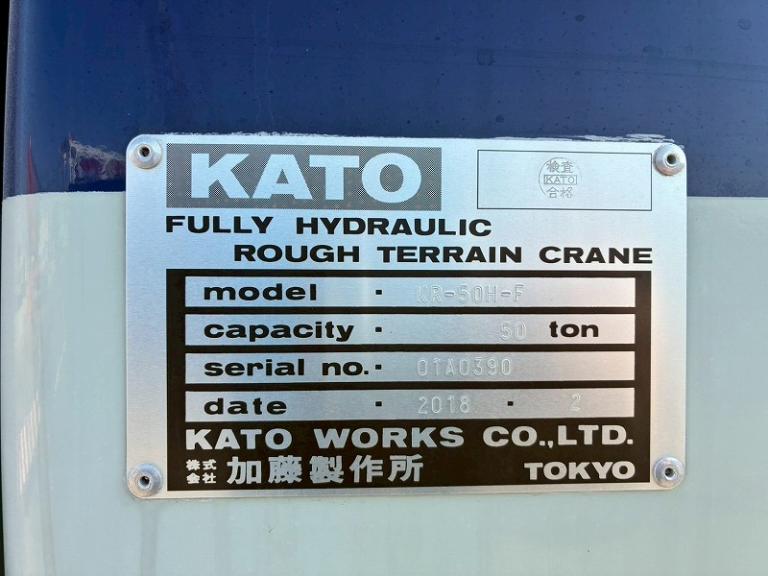 KATO
検査
KATO
合格
FULLY HYDRAULIC
ROUGH TERRAIN CRANE
model · KR-50H-F
capacity · 50 ton
serial no. · 0TA0390
date · 2018 · 2
KATO WORKS CO.,LTD.
株式会社 加藤製作所 TOKYO